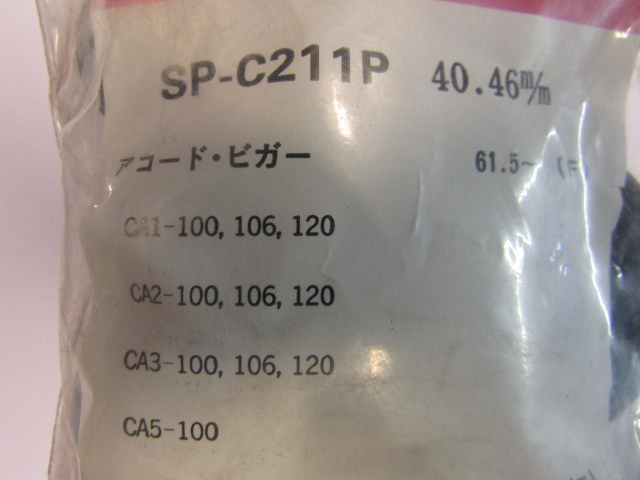 SP-C211P 40.46m/m
アコード・ビガー 61.5~ (F)
CA1-100, 106, 120
CA2-100, 106, 120
CA3-100, 106, 120
CA5-100